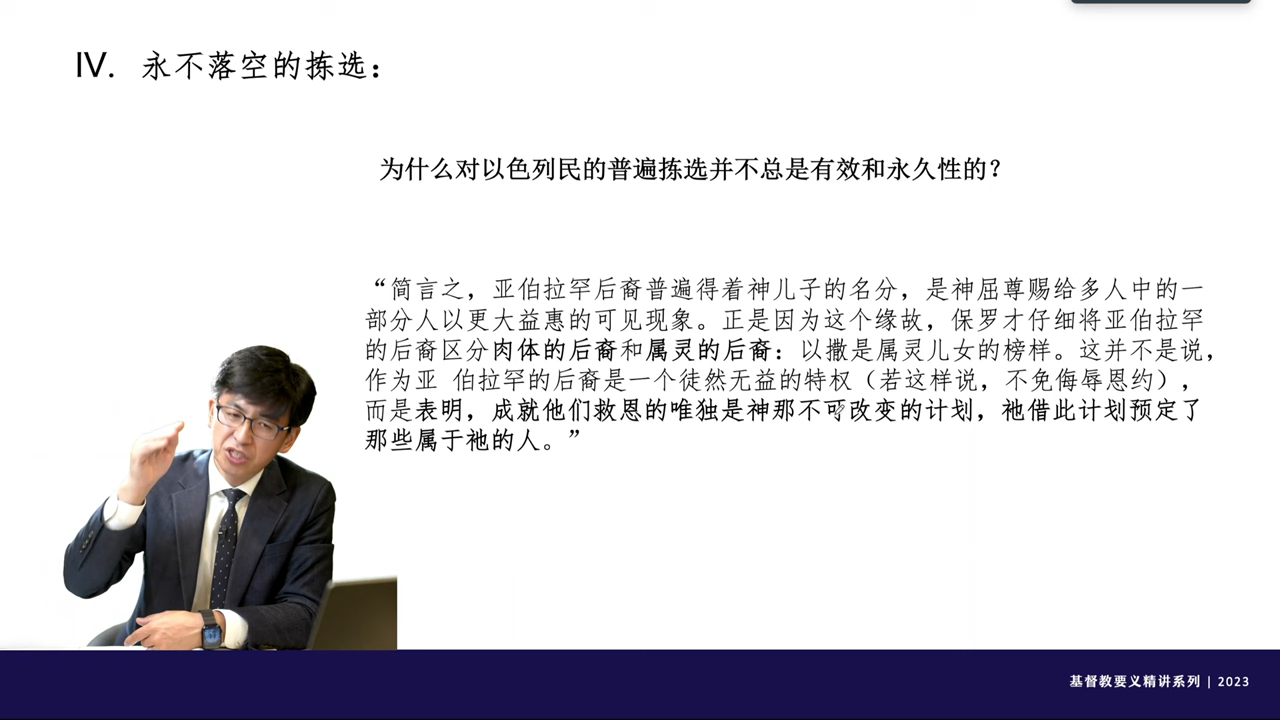 IV. 永不落空的拣选：
为什么对以色列民的普遍拣选并不总是有效和永久性的？
“简言之，亚伯拉罕后裔普遍得着神儿子的名分，是神屈尊赐给多人中的一
部分人以更大益惠的可见现象。正是因为这个缘故，保罗才仔细将亚伯拉罕
的后裔区分肉体的后裔和属灵的后裔：以撒是属灵儿女的榜样。这并不是说，
作为亚 伯拉罕的后裔是一个徒然无益的特权（若这样说，不免侮辱恩约），
而是表明，成就他们救恩的唯独是神那不可改变的计划，祂借此计划预定了
那些属于祂的人。”
基督教要义精讲系列 | 2023